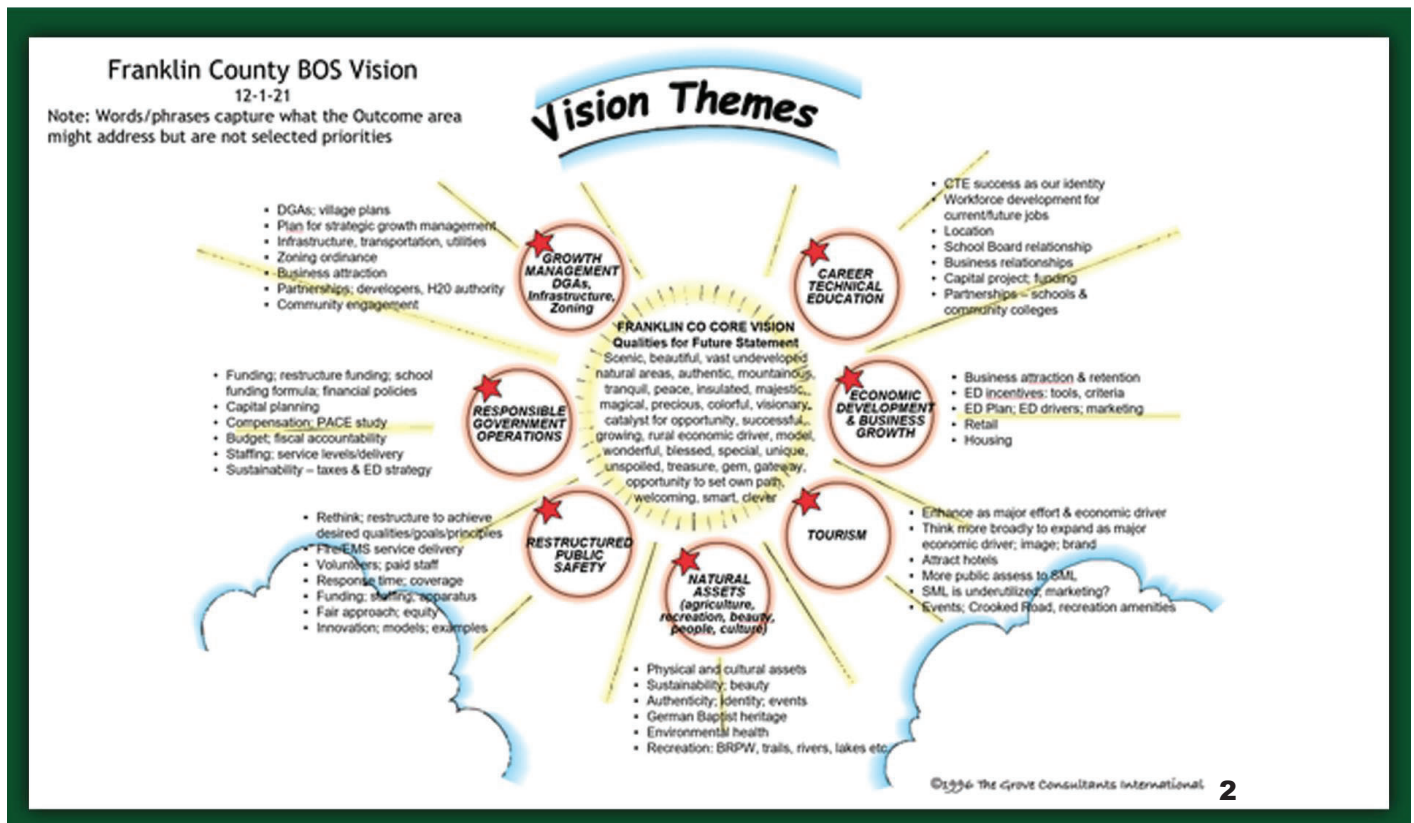 Franklin County BOS Vision
12-1-21
Note: Words/phrases capture what the Outcome area
might address but are not selected priorities
Vision Themes
• DGAs; village plans
• Plan for strategic growth management
• Infrastructure, transportation, utilities
• Zoning ordinance
• Business attraction
• Partnerships; developers, H20 authority
• Community engagement
GROWTH
MANAGEMENT
DGAs,
Infrastructure,
Zoning
CAREER
TECHNICAL
EDUCATION
• CTE success as our identity
• Workforce development for
current/future jobs
• Location
• School Board relationship
• Business relationships
• Capital project; funding
• Partnerships – schools &
community colleges
FRANKLIN CO CORE VISION
Qualities for Future Statement
Scenic, beautiful, vast undeveloped
natural areas, authentic, mountainous,
tranquil, peace, insulated, majestic,
magical, precious, colorful, visionary,
catalyst for opportunity, successful,
growing, rural economic driver, model,
wonderful, blessed, special, unique,
unspoiled, treasure, gem, gateway,
opportunity to set own path,
welcoming, smart, clever
• Funding; restructure funding; school
funding formula; financial policies
• Capital planning
• Compensation; PACE study
• Budget; fiscal accountability
• Staffing; service levels/delivery
• Sustainability – taxes & ED strategy
RESPONSIBLE
GOVERNMENT
OPERATIONS
ECONOMIC
DEVELOPMENT
& BUSINESS
GROWTH
• Business attraction & retention
• ED incentives; tools, criteria
• ED Plan; ED drivers; marketing
• Retail
• Housing
• Rethink; restructure to achieve
desired qualities/goals/principles
• Fire/EMS service delivery
• Volunteers; paid staff
• Response time; coverage
• Funding; staffing; apparatus
• Fair approach; equity
• Innovation; models; examples
RESTRUCTURED
PUBLIC
SAFETY
NATURAL
ASSETS
(agriculture,
recreation, beauty,
people, culture)
TOURISM
• Enhance as major effort & economic driver
• Think more broadly to expand as major
economic driver; image; brand
• Attract hotels
• More public assess to SML
• SML is underutilized; marketing?
• Events; Crooked Road, recreation amenities
• Physical and cultural assets
• Sustainability; beauty
• Authenticity; identity; events
• German Baptist heritage
• Environmental health
• Recreation: BRPW, trails, rivers, lakes etc.
©1996 The Grove Consultants International
2